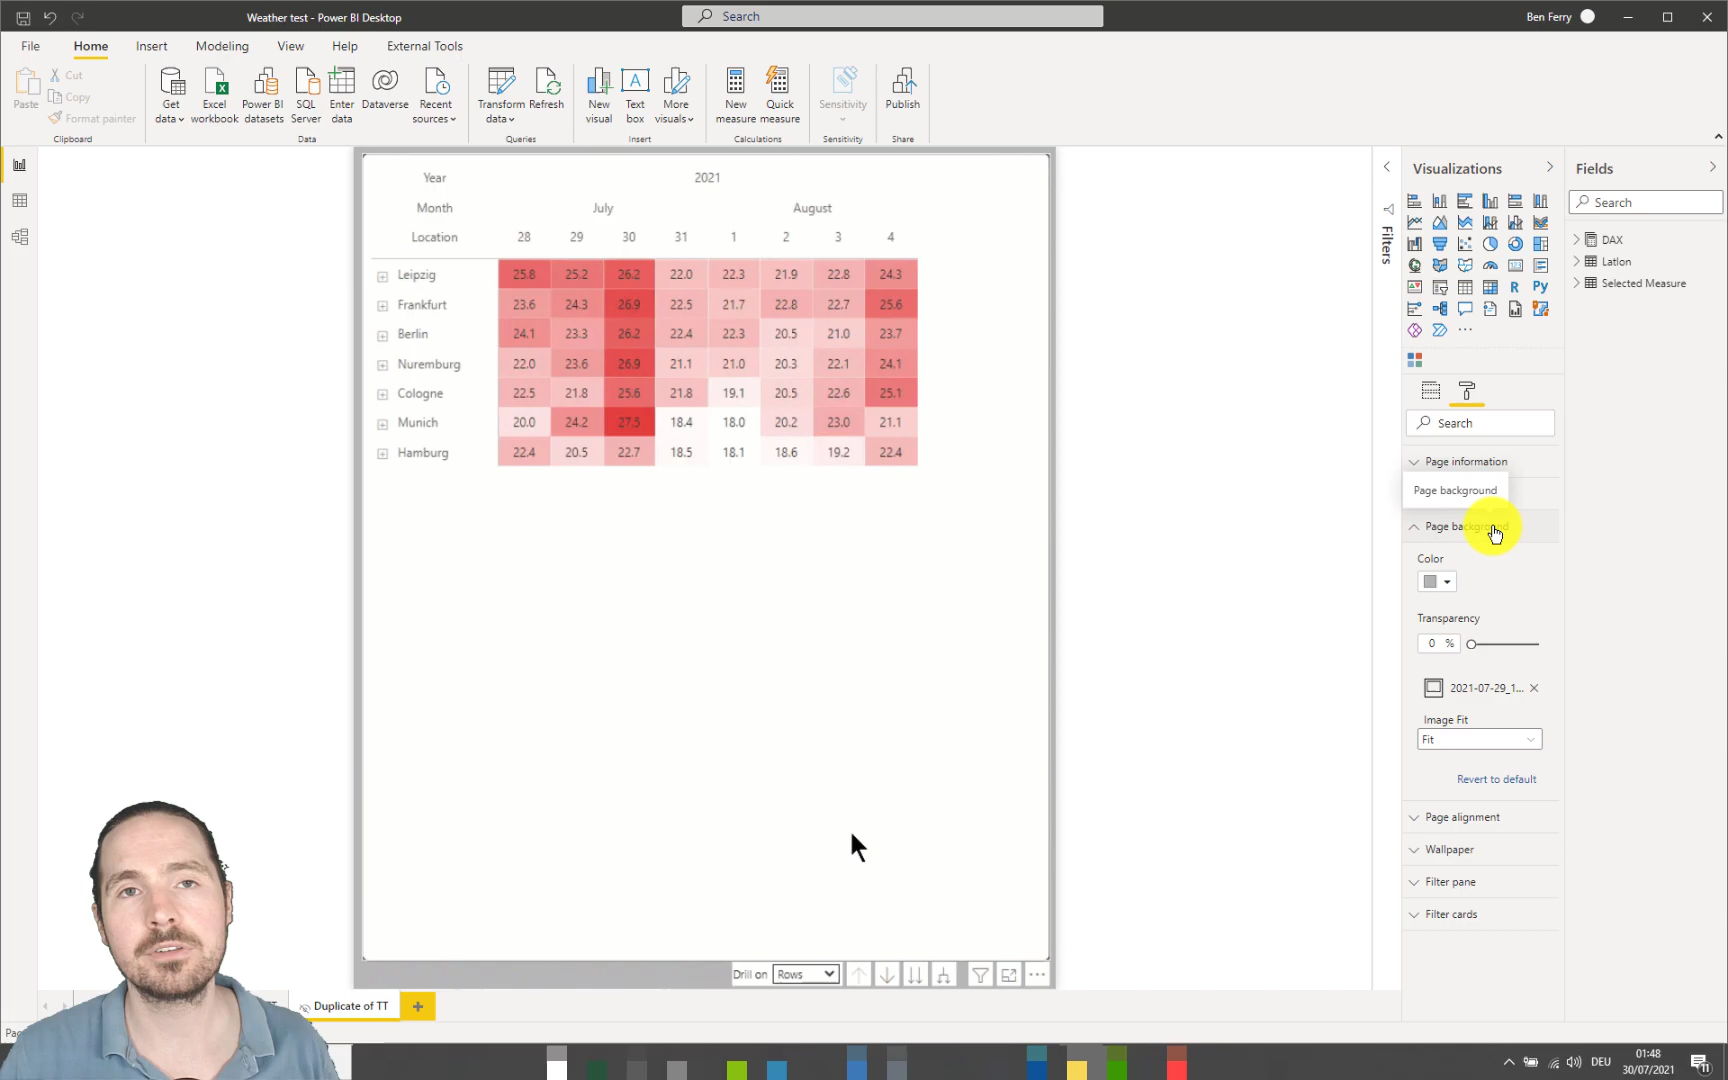 Weather test - Power BI Desktop
Search
Ben Ferry
File Home Insert Modeling View Help External Tools
Paste
Cut
Copy
Format painter
Clipboard
Get data
Excel workbook
Power BI datasets
SQL Server
Enter data
Dataverse
Recent sources
Data
Transform data
Refresh
Queries
New visual
Text box
More visuals
Insert
New measure
Quick measure
Calculations
Sensitivity
Sensitivity
Publish
Share
Year 2021
Month July August
Location 28 29 30 31 1 2 3 4
Leipzig 25.8 25.2 26.2 22.0 22.3 21.9 22.8 24.3
Frankfurt 23.6 24.3 26.9 22.5 21.7 22.8 22.7 25.6
Berlin 24.1 23.3 26.2 22.4 22.3 20.5 21.0 23.7
Nuremburg 22.0 23.6 26.9 21.1 21.0 20.3 22.1 24.1
Cologne 22.5 21.8 25.6 21.8 19.1 20.5 22.6 25.1
Munich 20.0 24.2 27.5 18.4 18.0 20.2 23.0 21.1
Hamburg 22.4 20.5 22.7 18.5 18.1 18.6 19.2 22.4
Drill on Rows
Duplicate of TT
Filters
Visualizations
R Py
Search
Page information
Page background
Page background
Color
Transparency
0 %
2021-07-29_1...
Image Fit
Fit
Revert to default
Page alignment
Wallpaper
Filter pane
Filter cards
Fields
Search
DAX
Latlon
Selected Measure
DEU
01:48
30/07/2021
11